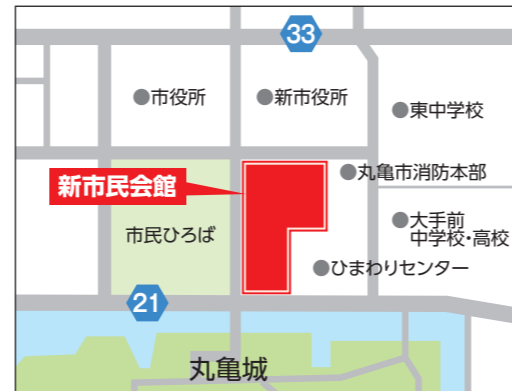 33
●市役所
●新市役所
●東中学校
新市民会館
●丸亀市消防本部
市民ひろば
●大手前
中学校・高校
●ひまわりセンター
21
丸亀城